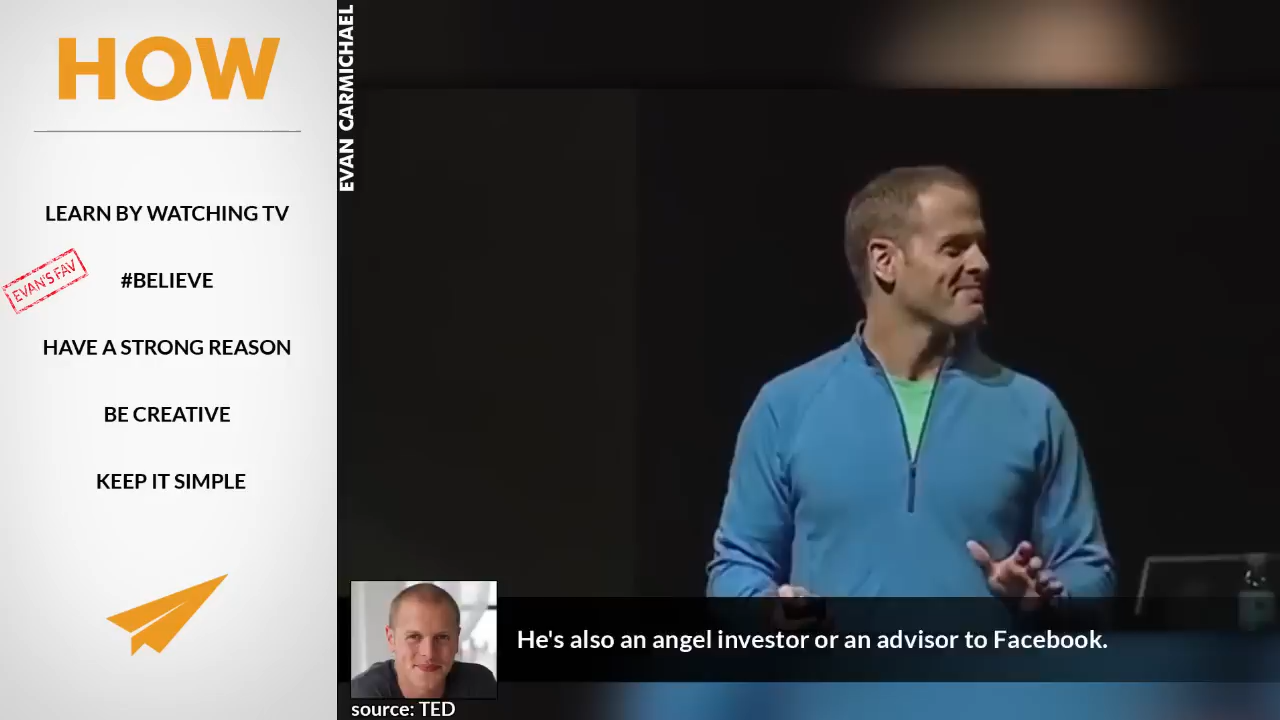 HOW
LEARN BY WATCHING TV
EVAN'S FAV
#BELIEVE
HAVE A STRONG REASON
BE CREATIVE
KEEP IT SIMPLE
EVAN CARMICHAEL
He's also an angel investor or an advisor to Facebook.
source: TED